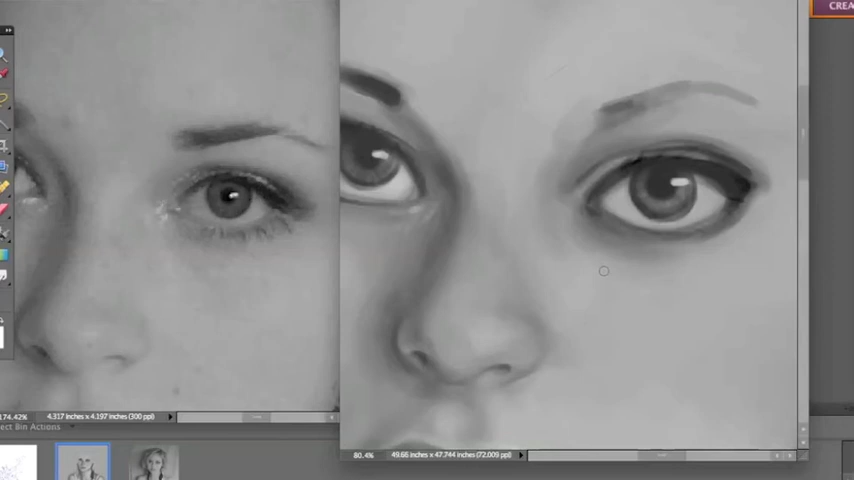 CREA
174.42%
4.317 inches x 4.197 inches (300 ppi)
ect Bin Actions
80.4%
49.66 inches x 47.744 inches (72.009 ppi)